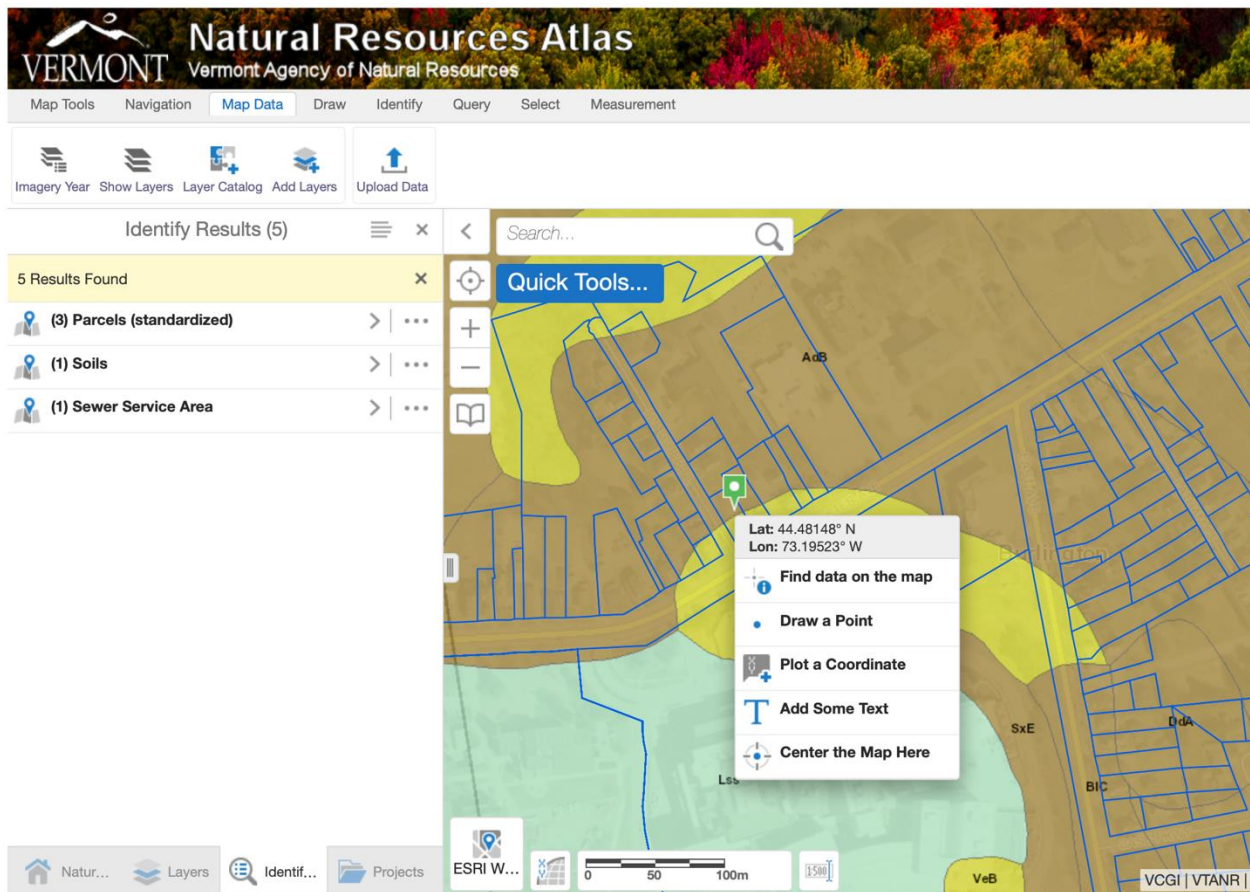 VERMONT
Natural Resources Atlas
Vermont Agency of Natural Resources
Map Tools Navigation Map Data Draw Identify Query Select Measurement
Imagery Year Show Layers Layer Catalog Add Layers Upload Data
Identify Results (5)
5 Results Found
(3) Parcels (standardized)
(1) Soils
(1) Sewer Service Area
Natur... Layers Identif... Projects
Search...
Quick Tools...
AdB
Lat: 44.48148° N
Lon: 73.19523° W
Find data on the map
Draw a Point
Plot a Coordinate
Add Some Text
Center the Map Here
Burlington
SxE
DdA
BlC
Lss
VeB
ESRI W...
0 50 100m
1:500
VCGI | VTANR |